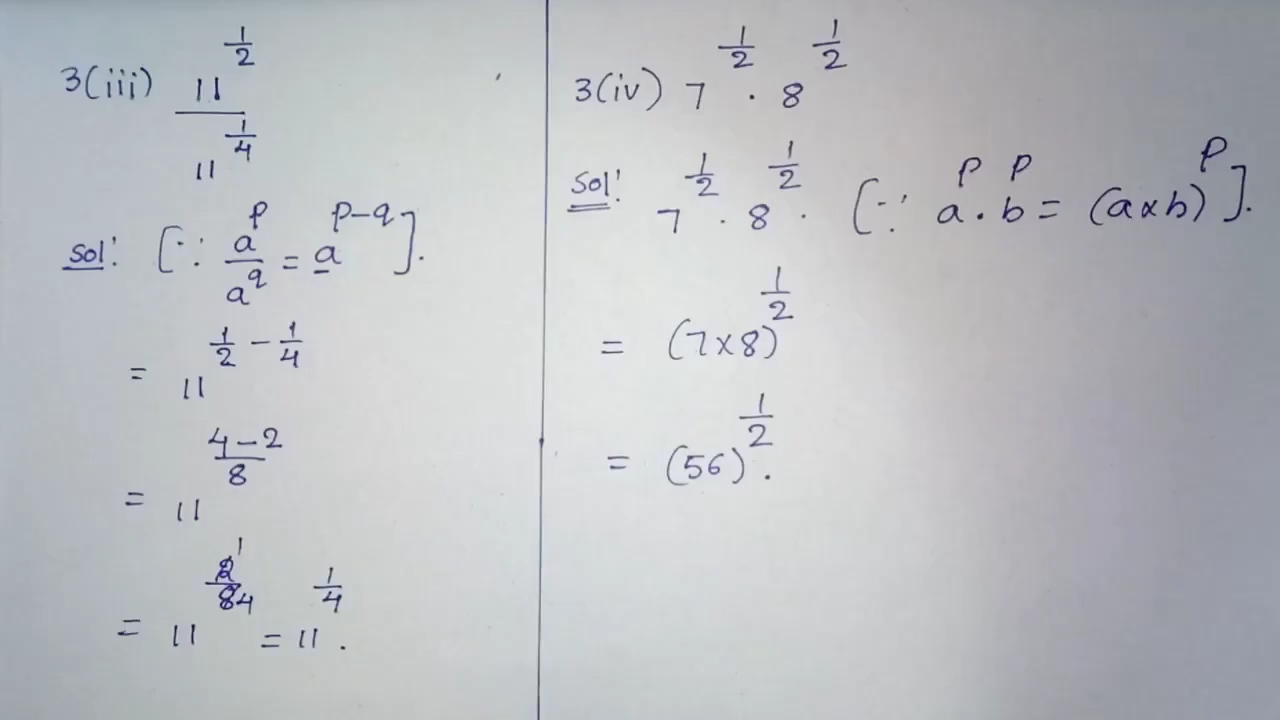 3(iii) 11^(1/2) / 11^(1/4)
Sol: [∵ a^p / a^q = a^(p-q)].
= 11^(1/2 - 1/4)
= 11^((4-2)/8)
= 11^(2/8) 1 4 = 11^(1/4).
3(iv) 7^(1/2) · 8^(1/2)
Sol: 7^(1/2) · 8^(1/2) · [∵ a^p · b^p = (a×b)^p].
= (7×8)^(1/2)
= (56)^(1/2).